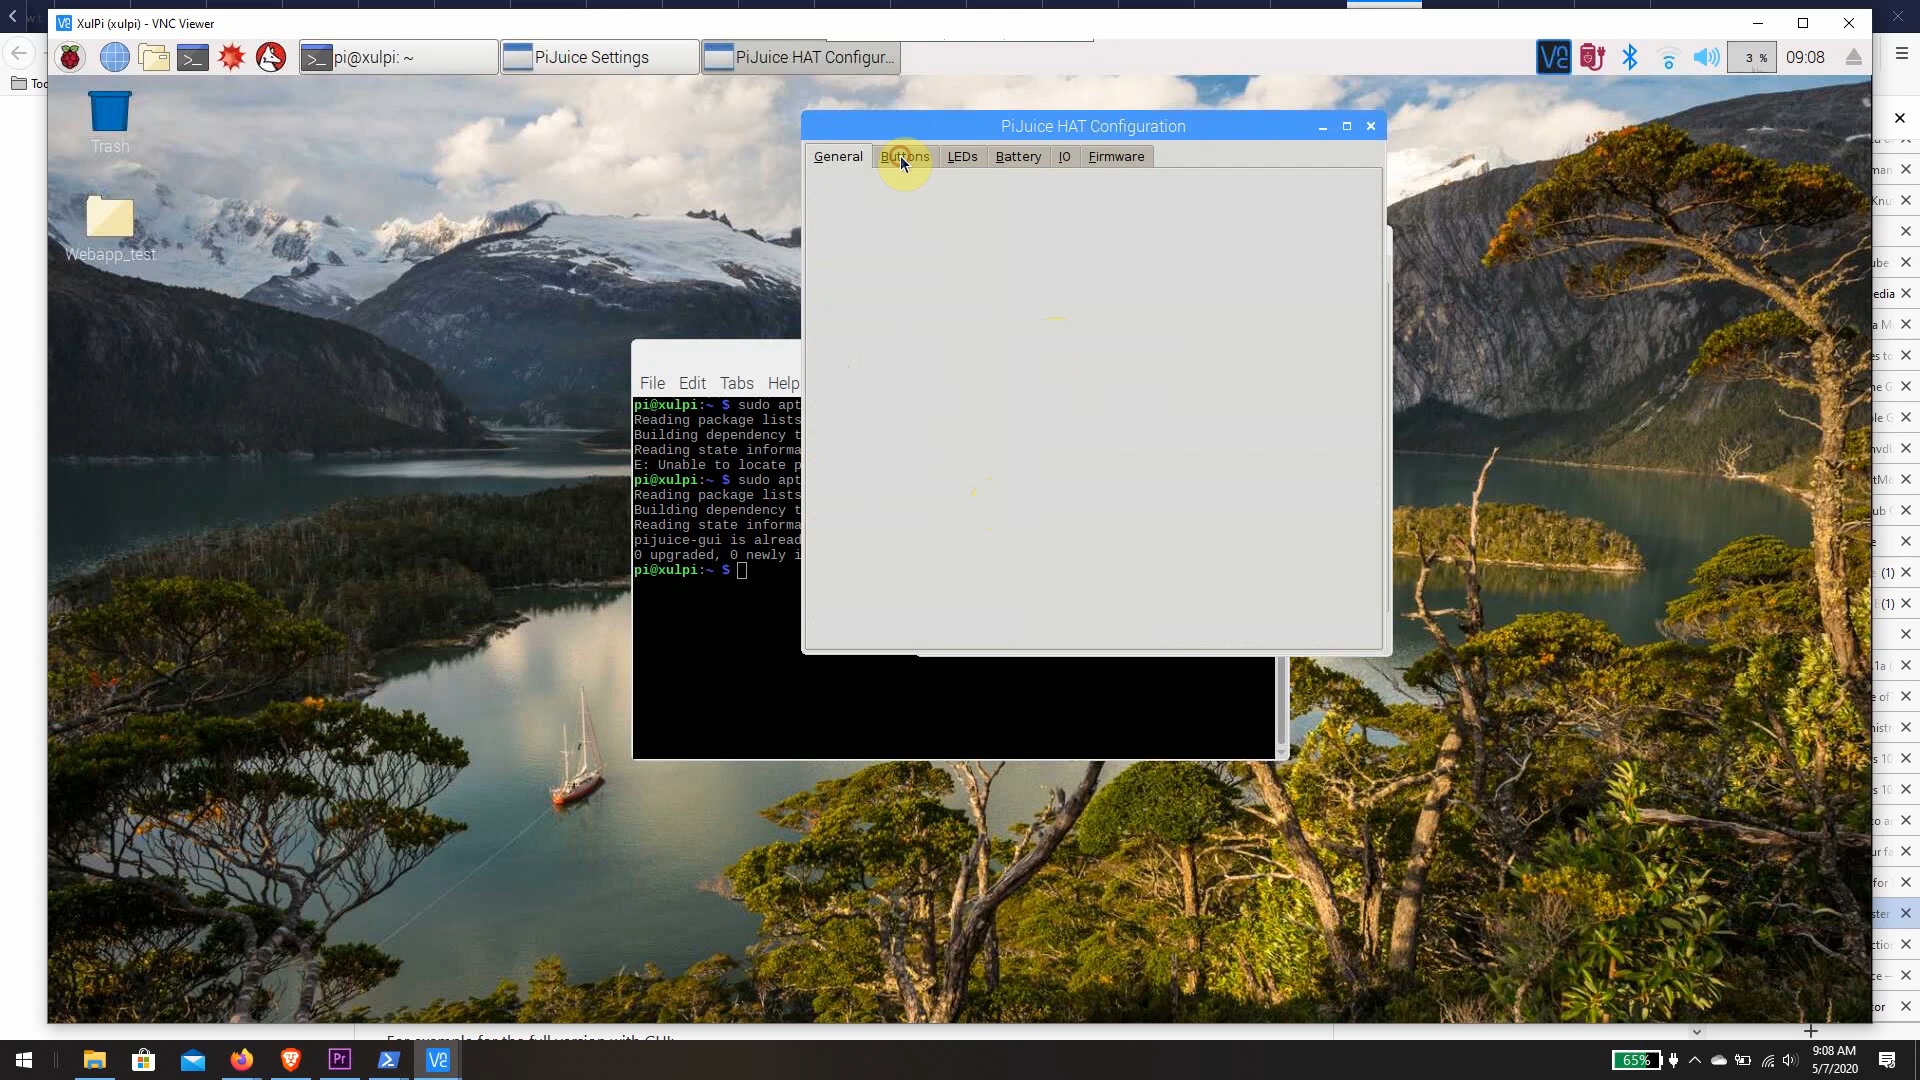 XulPi (xulpi) - VNC Viewer
pi@xulpi: ~
PiJuice Settings
PiJuice HAT Configur...
3 %
09:08
Trash
Webapp_test
PiJuice HAT Configuration
General
Buttons
LEDs
Battery
IO
Firmware
File Edit Tabs Help
pi@xulpi:~ $ sudo apt
Reading package lists
Building dependency t
Reading state informa
E: Unable to locate p
pi@xulpi:~ $ sudo apt
Reading package lists
Building dependency t
Reading state informa
pijuice-gui is alread
0 upgraded, 0 newly i
pi@xulpi:~ $
(1)
(1)
65%
9:08 AM
5/7/2020